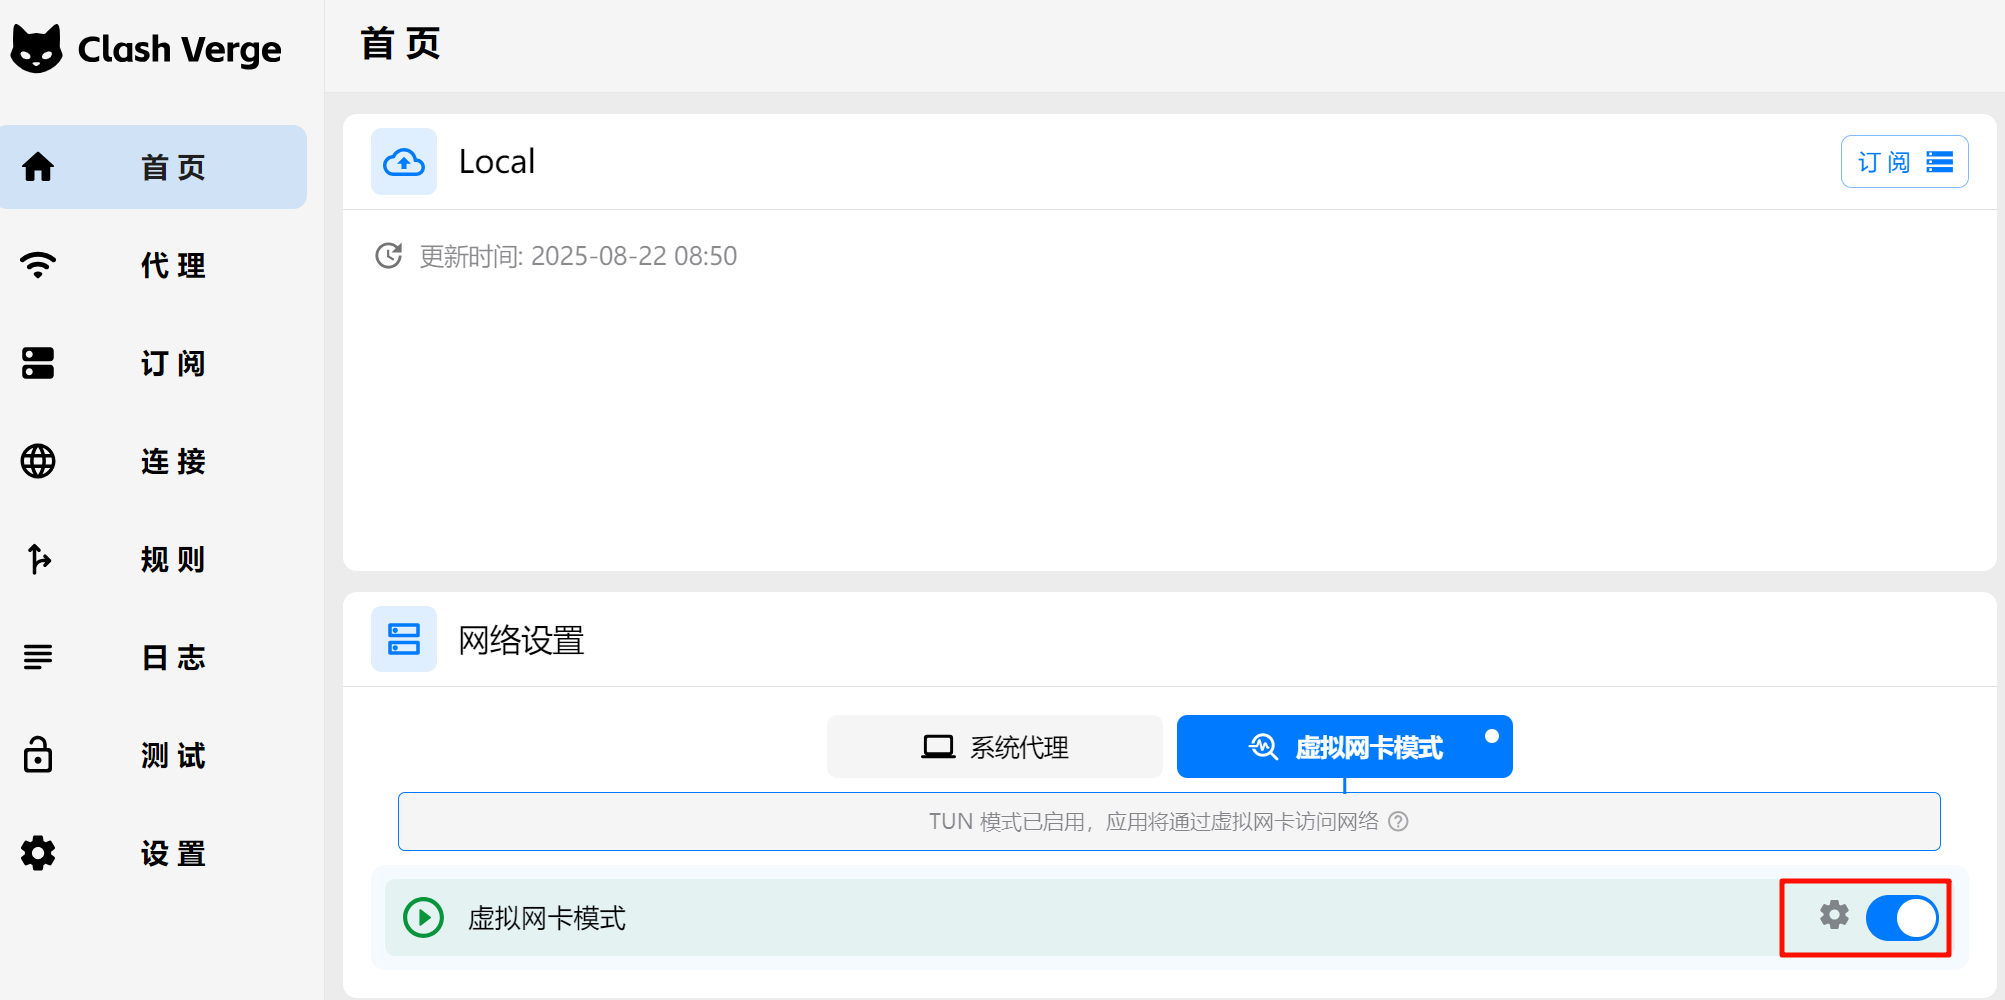 Clash Verge
首 页
首 页
代 理
订 阅
连 接
规 则
日 志
测 试
设 置
Local
订 阅
更新时间: 2025-08-22 08:50
网络设置
系统代理
虚拟网卡模式
TUN 模式已启用，应用将通过虚拟网卡访问网络
虚拟网卡模式